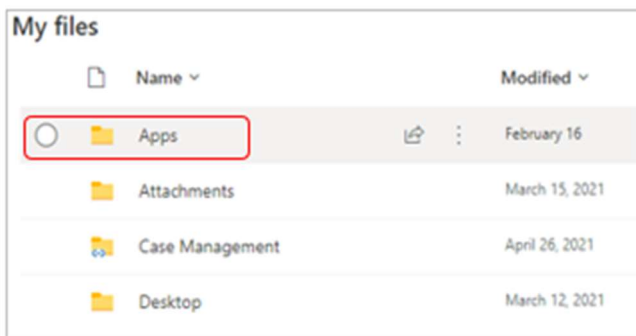 My files
Name Modified
Apps February 16
Attachments March 15, 2021
Case Management April 26, 2021
Desktop March 12, 2021